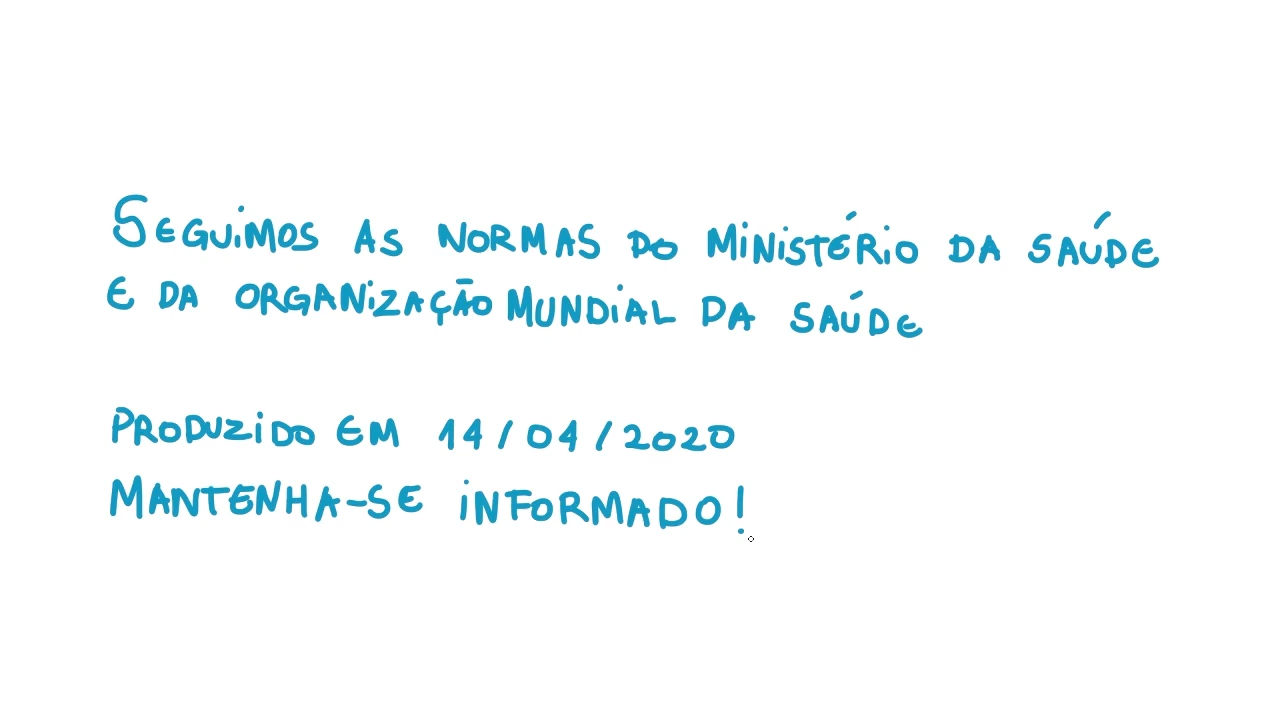 SEGUIMOS AS NORMAS DO MINISTÉRIO DA SAÚDE
E DA ORGANIZAÇÃO MUNDIAL DA SAÚDE
PRODUZIDO EM 14/04/2020
MANTENHA-SE INFORMADO!